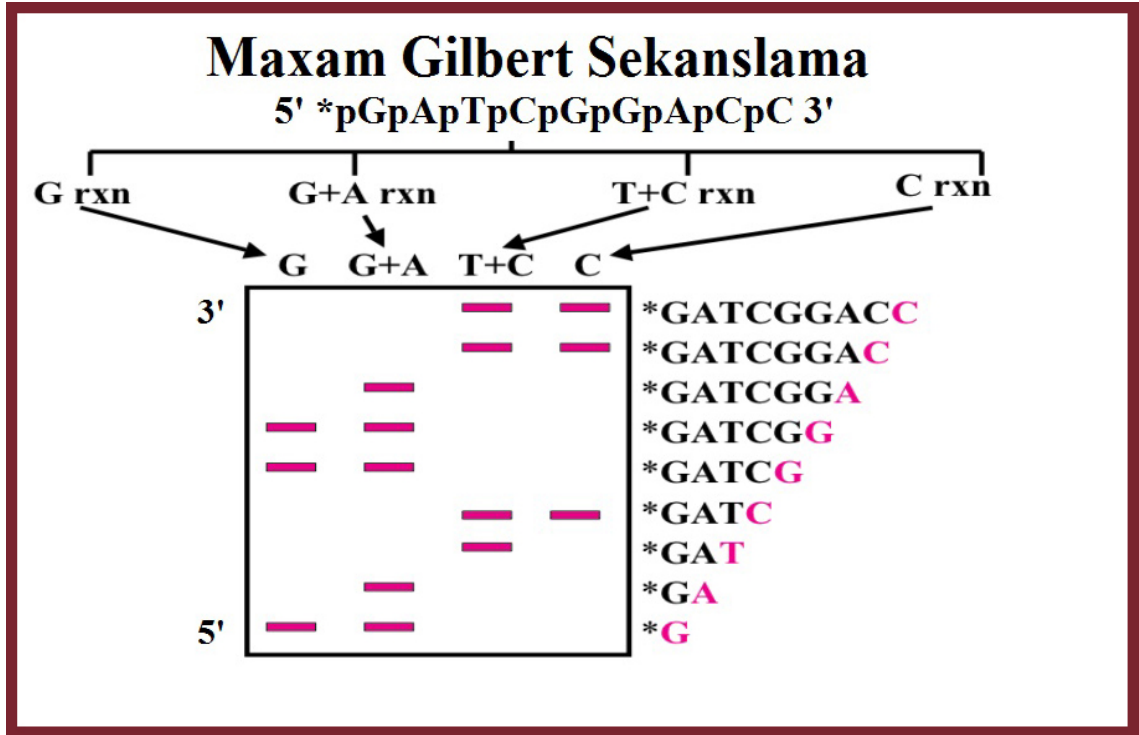 Maxam Gilbert Sekanslama
5' *pGpApTpCpGpGpApCpC 3'
G rxn G+A rxn T+C rxn C rxn
G G+A T+C C
3' *GATCGGACC
*GATCGGAC
*GATCGGA
*GATCGG
*GATCG
*GATC
*GAT
*GA
5' *G